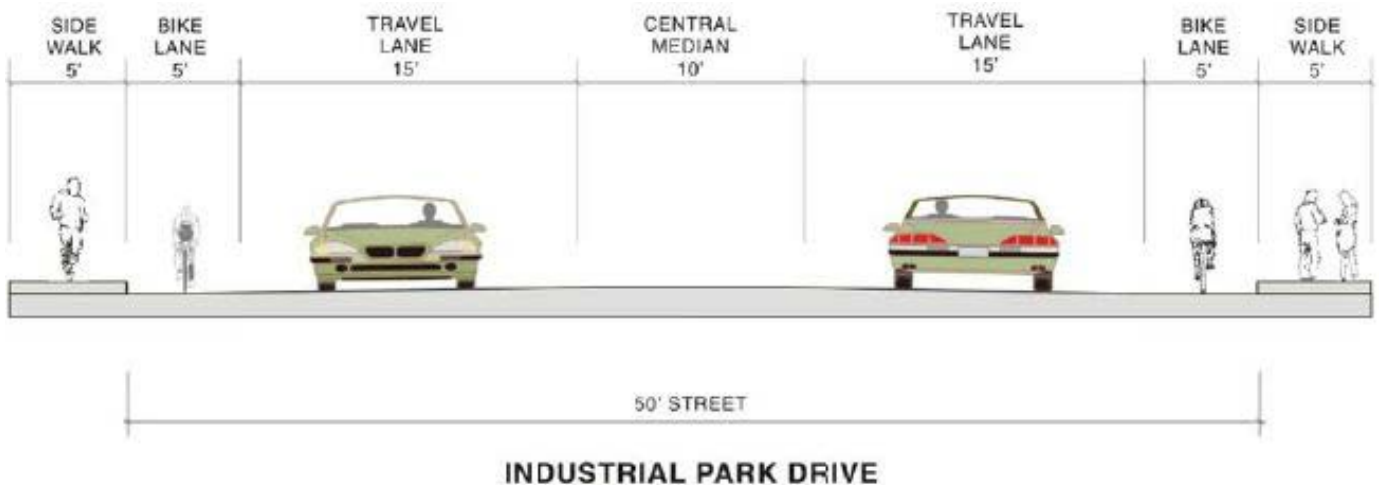 SIDE
WALK
5'
BIKE
LANE
5'
TRAVEL
LANE
15'
CENTRAL
MEDIAN
10'
TRAVEL
LANE
15'
BIKE
LANE
5'
SIDE
WALK
5'
50' STREET
INDUSTRIAL PARK DRIVE